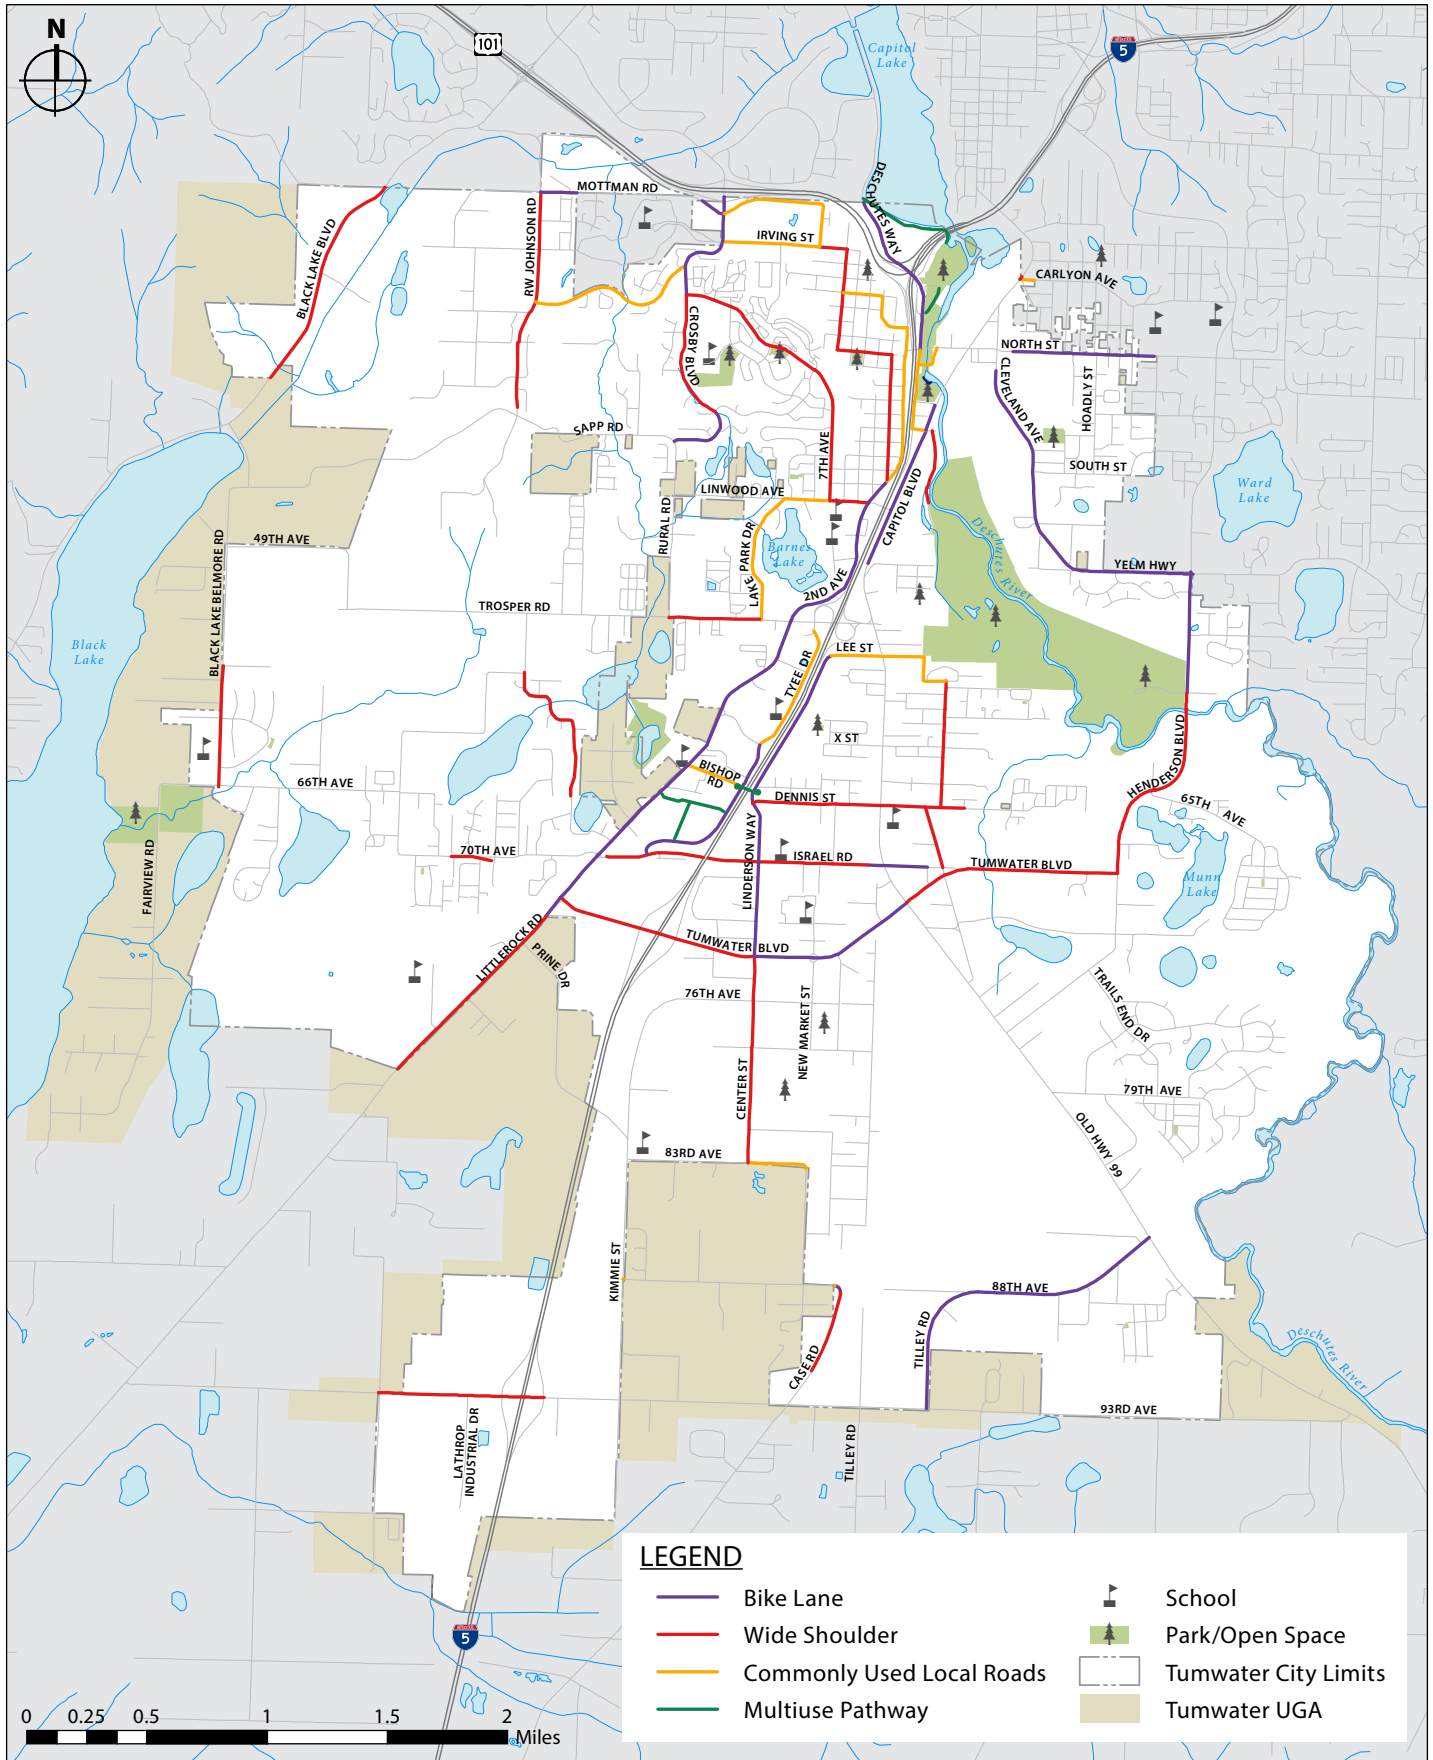 N
101
Capitol
Lake
5
DESCHUTES WAY
MOTTMAN RD
IRVING ST
RW JOHNSON RD
BLACK LAKE BLVD
CARLYON AVE
CROSBY BLVD
NORTH ST
CLEVELAND AVE
HOADLY ST
SAPP RD
7TH AVE
SOUTH ST
LINWOOD AVE
CAPITOL BLVD
Ward
Lake
RURAL RD
LAKE PARK DR
Barnes
Lake
Deschutes River
49TH AVE
BLACK LAKE BELMORE RD
2ND AVE
YELM HWY
TROSPER RD
Black
Lake
LEE ST
TYEE DR
X ST
HENDERSON BLVD
BISHOP
RD
DENNIS ST
66TH AVE
65TH AVE
LINDERSON WAY
70TH AVE
ISRAEL RD
TUMWATER BLVD
Munn
Lake
FAIRVIEW RD
LITTLEROCK RD
PRINE DR
TUMWATER BLVD
76TH AVE
NEW MARKET ST
TRAILS END DR
CENTER ST
79TH AVE
OLD HWY 99
83RD AVE
KIMMIE ST
88TH AVE
TILLEY RD
CASE RD
Deschutes River
93RD AVE
LATHROP
INDUSTRIAL DR
TILLEY RD
LEGEND
Bike Lane
Wide Shoulder
Commonly Used Local Roads
Multiuse Pathway
School
Park/Open Space
Tumwater City Limits
Tumwater UGA
5
0 0.25 0.5 1 1.5 2
Miles